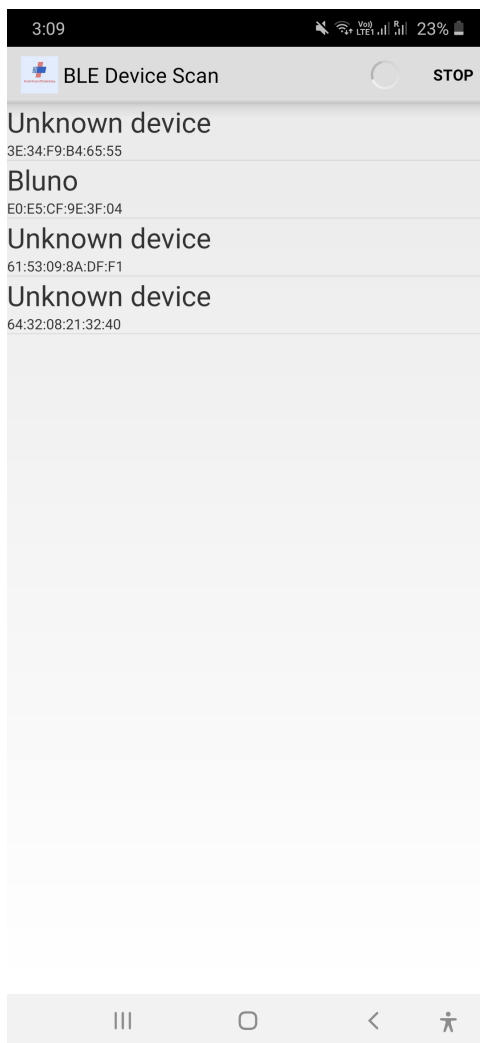 3:09
Vo))
LTE1
R
23%
BLE Device Scan
STOP
Unknown device
3E:34:F9:B4:65:55
Bluno
E0:E5:CF:9E:3F:04
Unknown device
61:53:09:8A:DF:F1
Unknown device
64:32:08:21:32:40